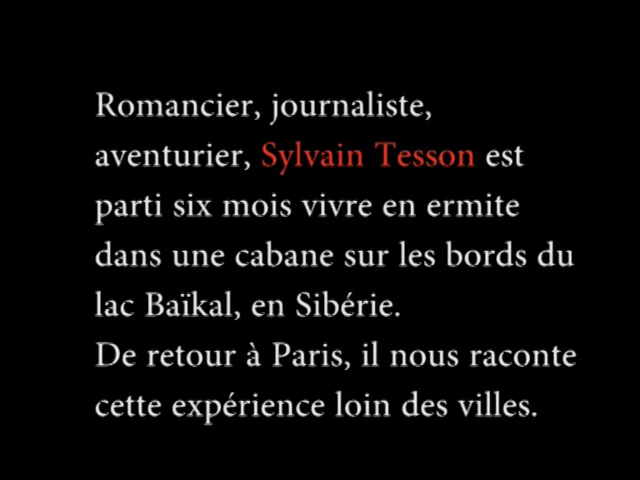 Romancier, journaliste,
aventurier, Sylvain Tesson est
parti six mois vivre en ermite
dans une cabane sur les bords du
lac Baïkal, en Sibérie.
De retour à Paris, il nous raconte
cette expérience loin des villes.